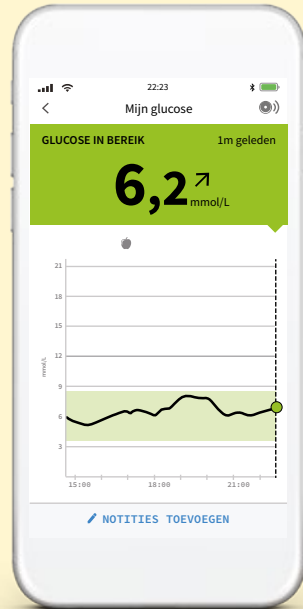 22:23
Mijn glucose
GLUCOSE IN BEREIK 1m geleden
6,2 mmol/L
21
18
15
12
9
6
3
mmol/L
15:00 18:00 21:00
NOTITIES TOEVOEGEN